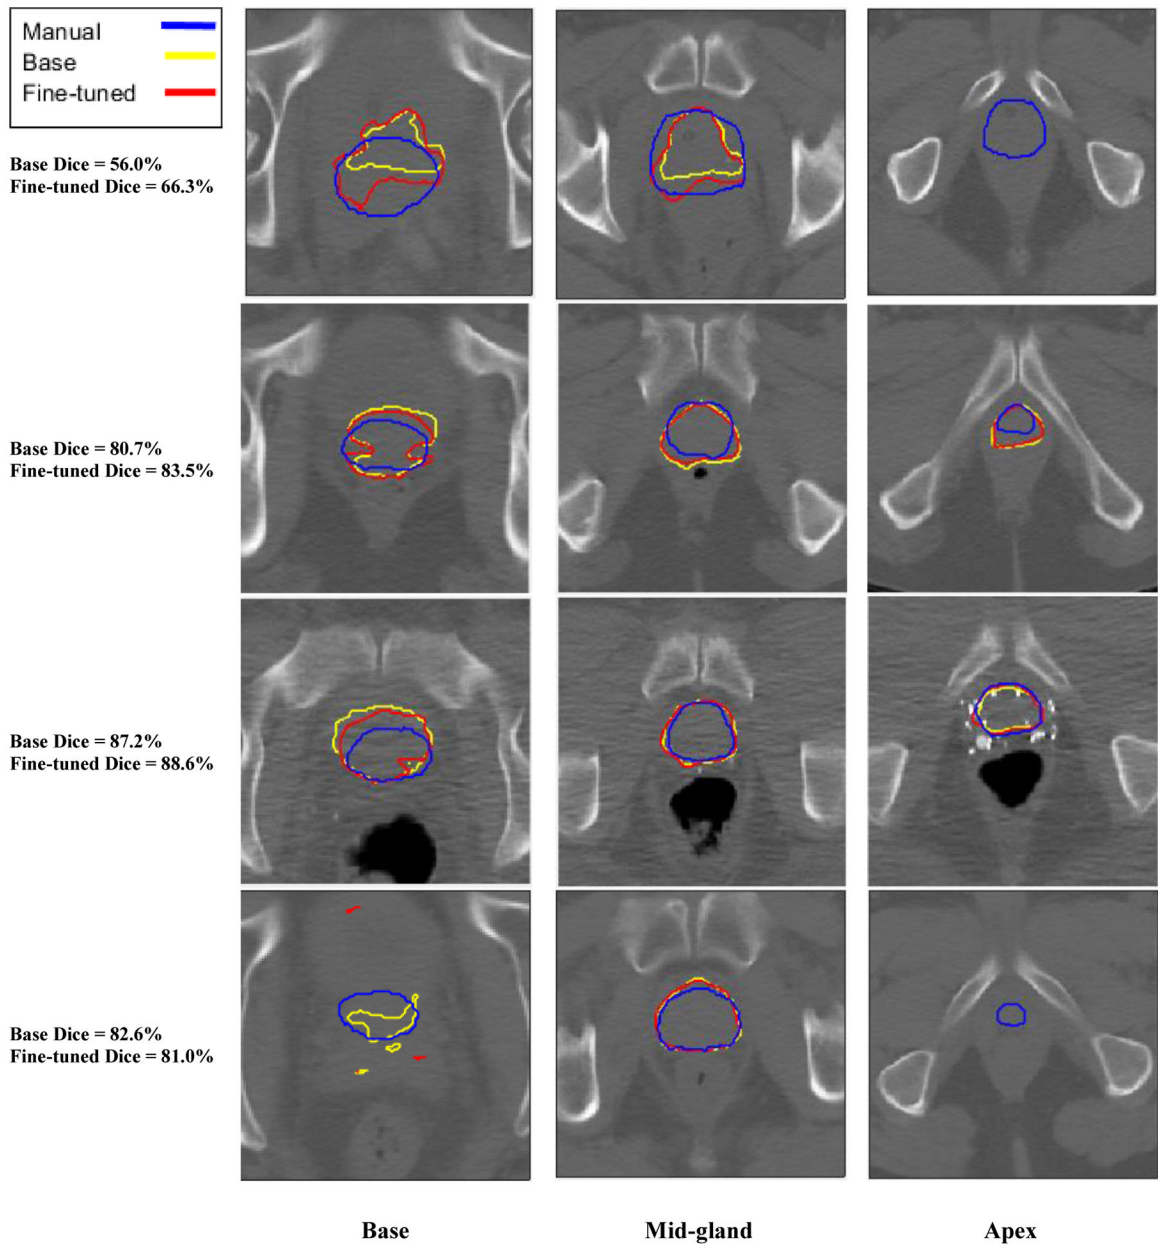 Manual
Base
Fine-tuned
Base Dice = 56.0%
Fine-tuned Dice = 66.3%
Base Dice = 80.7%
Fine-tuned Dice = 83.5%
Base Dice = 87.2%
Fine-tuned Dice = 88.6%
Base Dice = 82.6%
Fine-tuned Dice = 81.0%
Base Mid-gland Apex